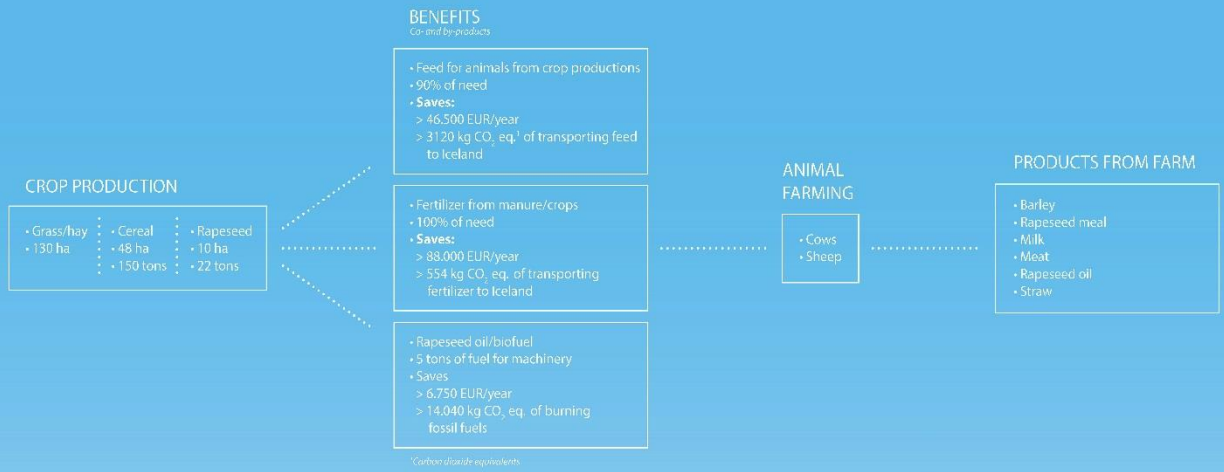 BENEFITS
Co- and by-products
• Feed for animals from crop productions
• 90% of need
• Saves:
> 46.500 EUR/year
> 3120 kg CO₂ eq.¹ of transporting feed
to Iceland
CROP PRODUCTION
• Grass/hay
• 130 ha
• Cereal
• 48 ha
• 150 tons
• Rapeseed
• 10 ha
• 22 tons
• Fertilizer from manure/crops
• 100% of need
• Saves:
> 88.000 EUR/year
> 554 kg CO₂ eq. of transporting
fertilizer to Iceland
• Rapeseed oil/biofuel
• 5 tons of fuel for machinery
• Saves
> 6.750 EUR/year
> 14.040 kg CO₂ eq. of burning
fossil fuels
¹Carbon dioxide equivalents
ANIMAL
FARMING
• Cows
• Sheep
PRODUCTS FROM FARM
• Barley
• Rapeseed meal
• Milk
• Meat
• Rapeseed oil
• Straw